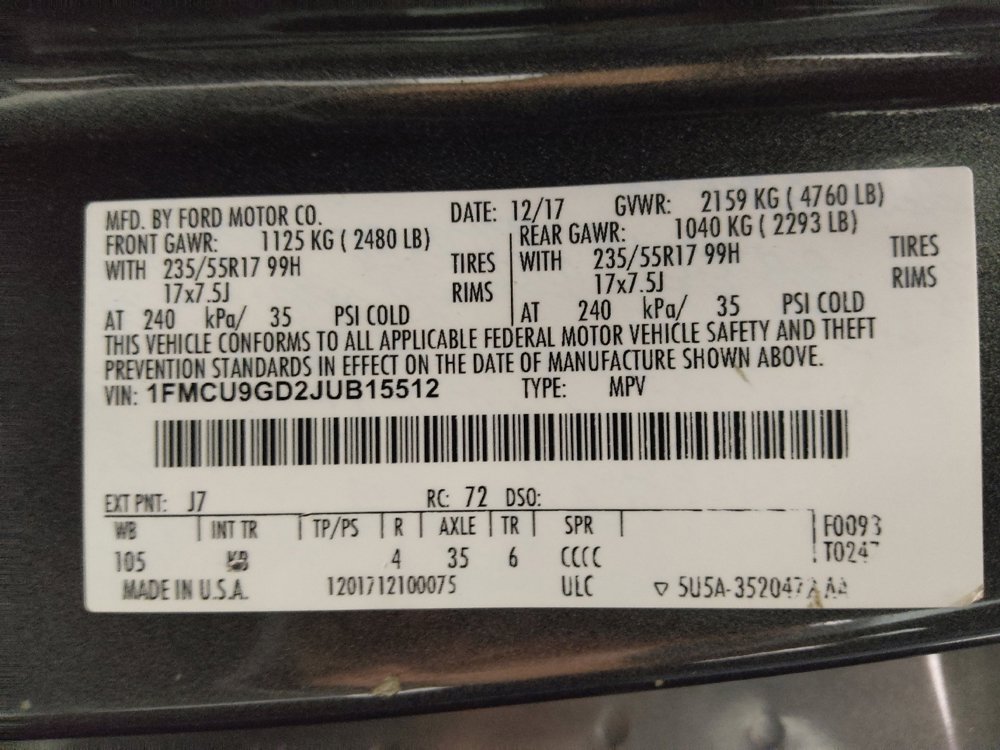 MFD. BY FORD MOTOR CO. DATE: 12/17 GVWR: 2159 KG ( 4760 LB)
FRONT GAWR: 1125 KG ( 2480 LB) REAR GAWR: 1040 KG ( 2293 LB)
WITH 235/55R17 99H TIRES WITH 235/55R17 99H TIRES
17x7.5J RIMS 17x7.5J RIMS
AT 240 kPa/ 35 PSI COLD AT 240 kPa/ 35 PSI COLD
THIS VEHICLE CONFORMS TO ALL APPLICABLE FEDERAL MOTOR VEHICLE SAFETY AND THEFT
PREVENTION STANDARDS IN EFFECT ON THE DATE OF MANUFACTURE SHOWN ABOVE.
VIN: 1FMCU9GD2JUB15512 TYPE: MPV
EXT PNT: J7 RC: 72 DSO:
WB INT TR TP/PS R AXLE TR SPR F0093
105 4 35 6 CCCC T0247
MADE IN U.S.A. 1201712100075 ULC